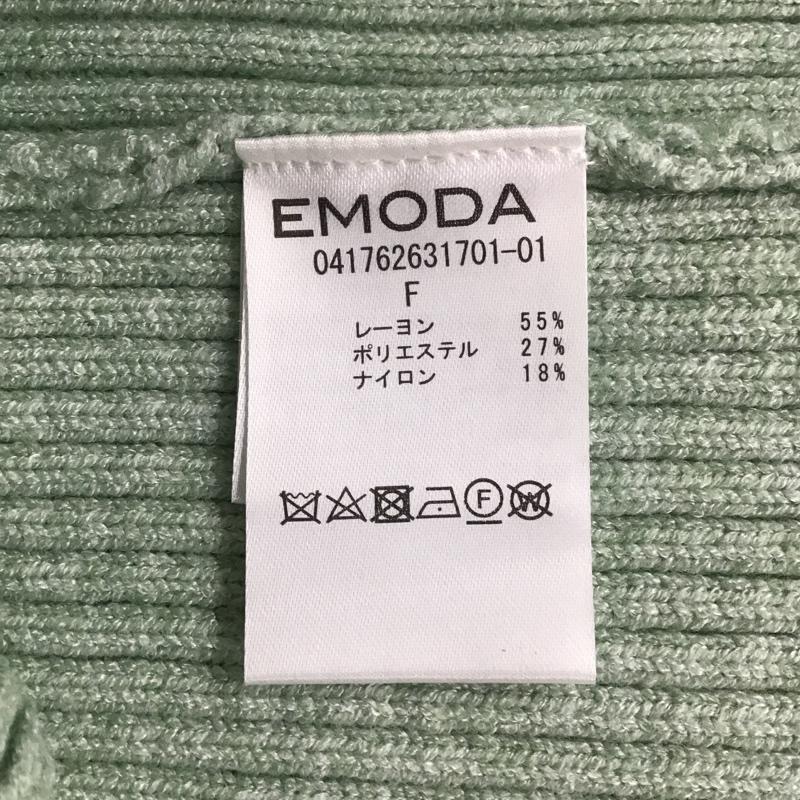 EMODA
041762631701-01
F
レーヨン 55%
ポリエステル 27%
ナイロン 18%
F W